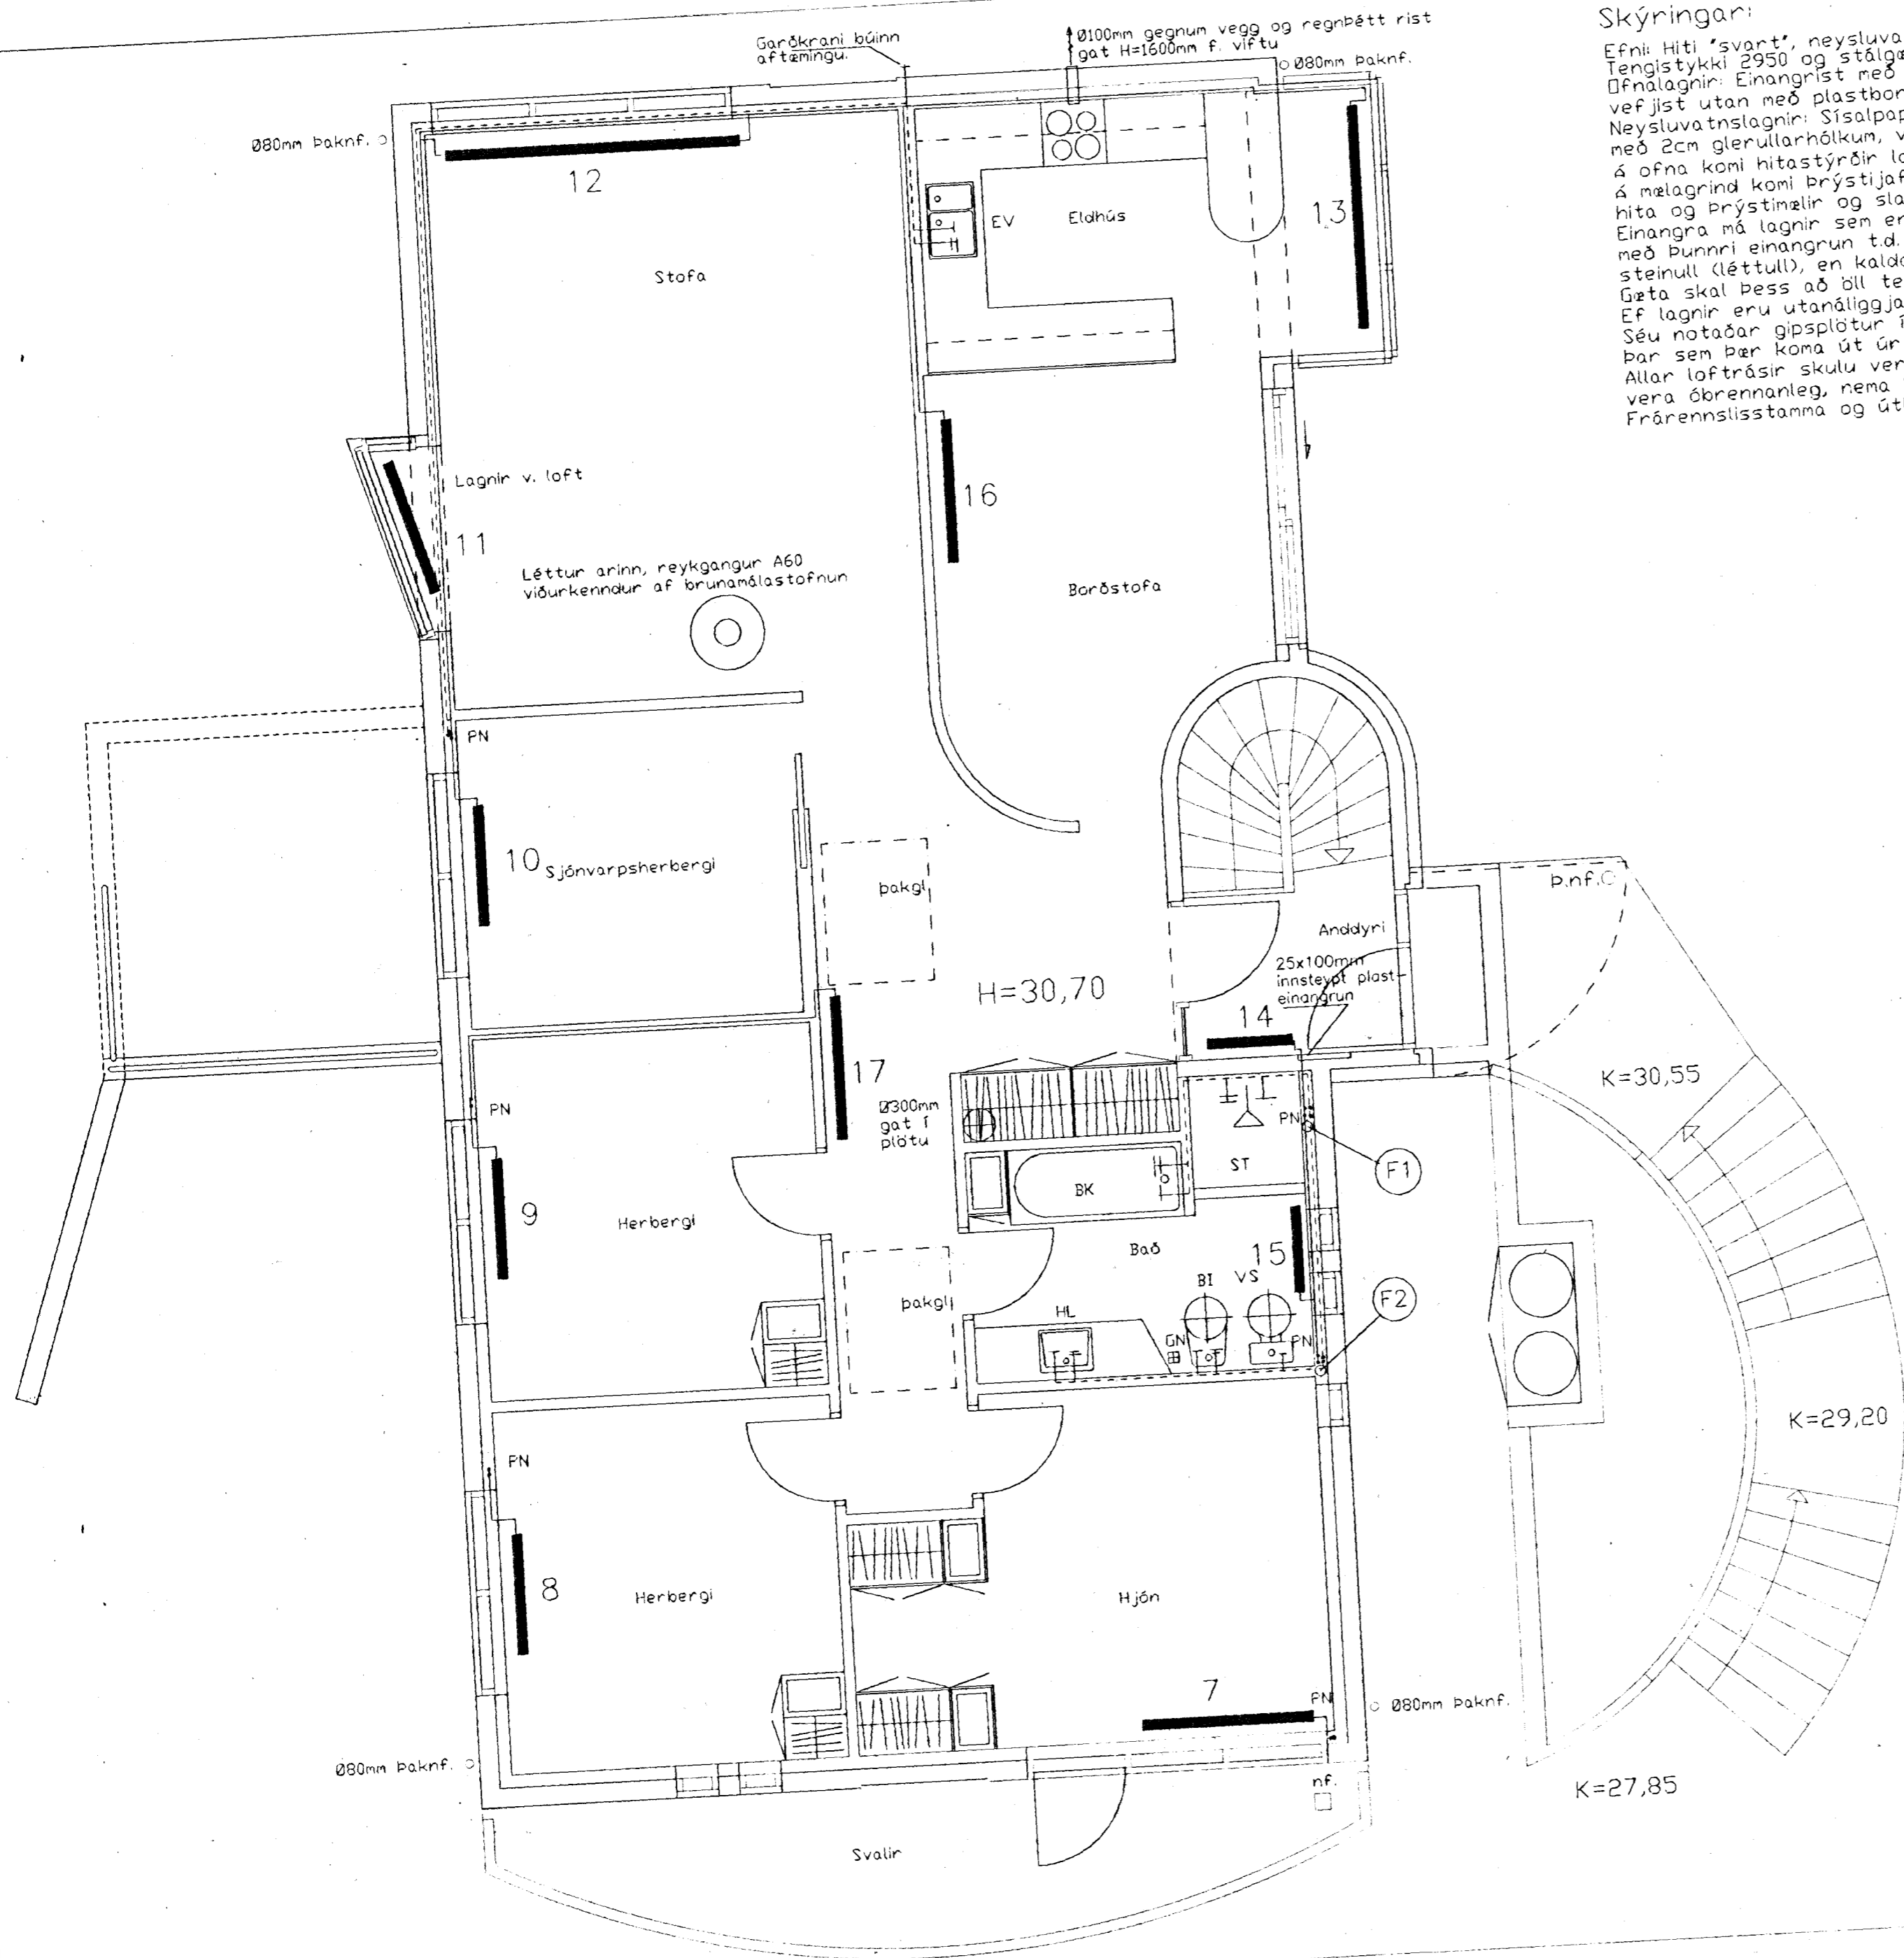 Skýringar:
Efni: Hiti "svart", neysluva
Tengistykki 2950 og stálgæ
Ofnalagnir: Einangrist með
vefjist utan með plastbor
Neysluvatnslagnir: Sísalpap
með 2cm glerullarhólkum, v
á ofna komi hitastýrðir lo
á mælagrind komi þrýstijaf
hita og þrýstimælir og sla
Einangra má lagnir sem er
með þunnri einangrun t.d.
steinull (léttull), en kalda
Gæta skal þess að öll te
Ef lagnir eru utanáliggja
Séu notaðar gipsplötur í
þar sem þær koma út úr
Allar loftrásir skulu ver
vera óbrennanleg, nema
Frárennslisstamma og útl
Garðkrani búinn
aftæmingu.
Ø100mm gegnum vegg og regnþétt rist
gat H=1600mm f. viftu
Ø80mm Þaknf.
Ø80mm Þaknf.
12
13
EV
Eldhús
Stofa
Lagnir v. loft
11
16
Léttur arinn, reykgangur A60
viðurkenndur af brunamálastofnun
Borðstofa
PN
10
Sjónvarpsherbergi
Þakgl.
Þ.nf.
Anddyri
25x100mm
innsteypt plast-
einangrun
H=30,70
14
17
K=30,55
PN
Ø300mm
gat í
plötu
PN
F1
ST
BK
9
Herbergi
Bað
15
BI
VS
Þakgl
HL
GN
PN
F2
K=29,20
PN
8
Herbergi
Hjón
7
PN
Ø80mm Þaknf.
Ø80mm Þaknf.
nf.
K=27,85
Svalir